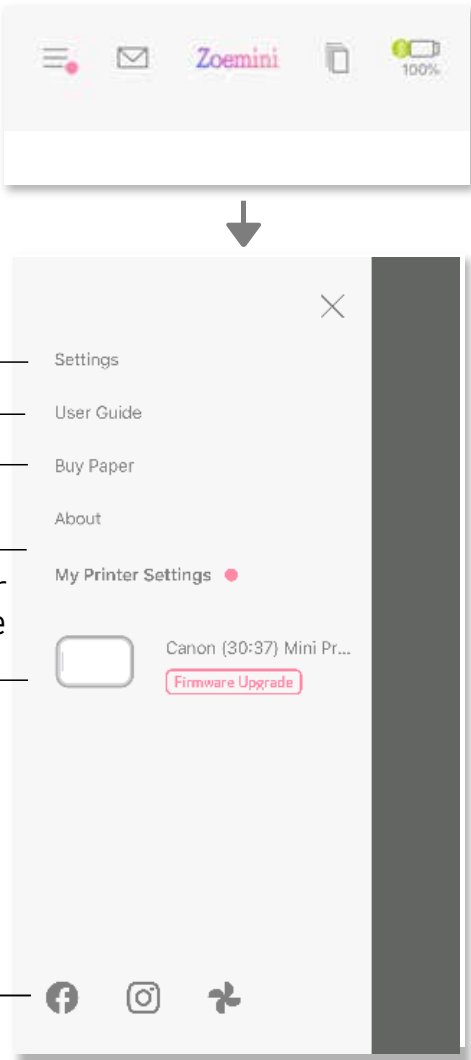 Zoemini
100%
Settings
User Guide
Buy Paper
About
My Printer Settings
r
e
Canon (30:37) Mini Pr...
Firmware Upgrade